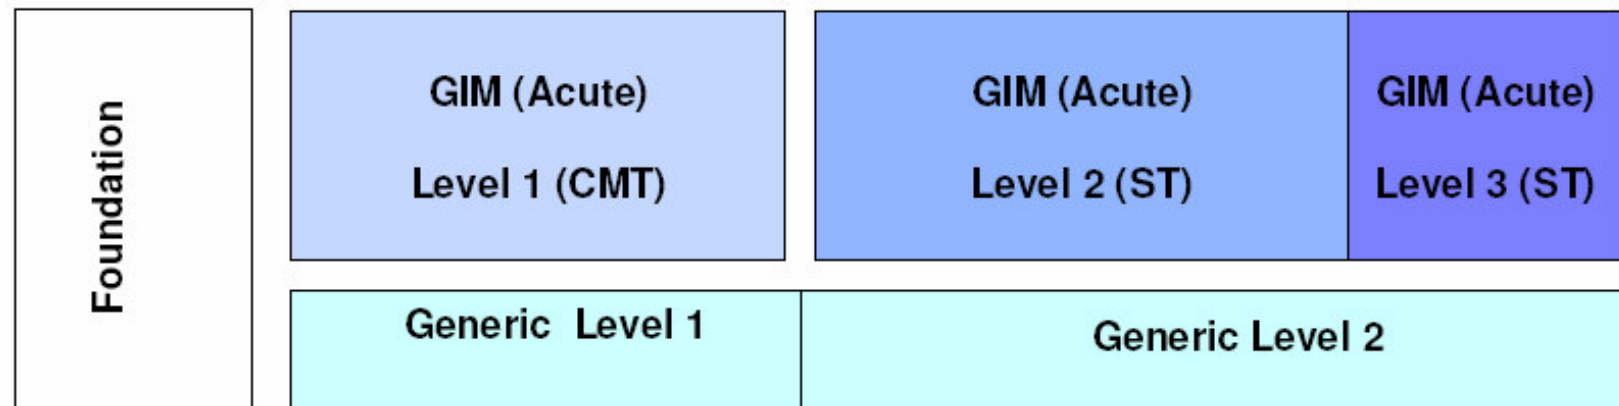 Foundation
GIM (Acute)
Level 1 (CMT)
GIM (Acute)
Level 2 (ST)
GIM (Acute)
Level 3 (ST)
Generic Level 1
Generic Level 2